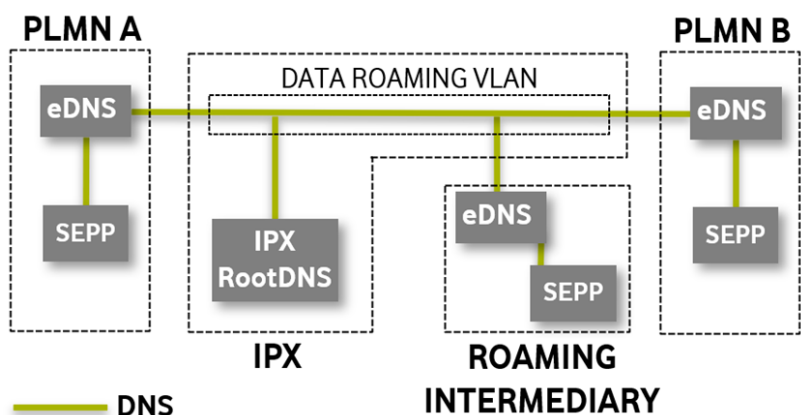 PLMN A
PLMN B
DATA ROAMING VLAN
eDNS
eDNS
SEPP
IPX
RootDNS
eDNS
SEPP
SEPP
IPX
ROAMING
INTERMEDIARY
DNS